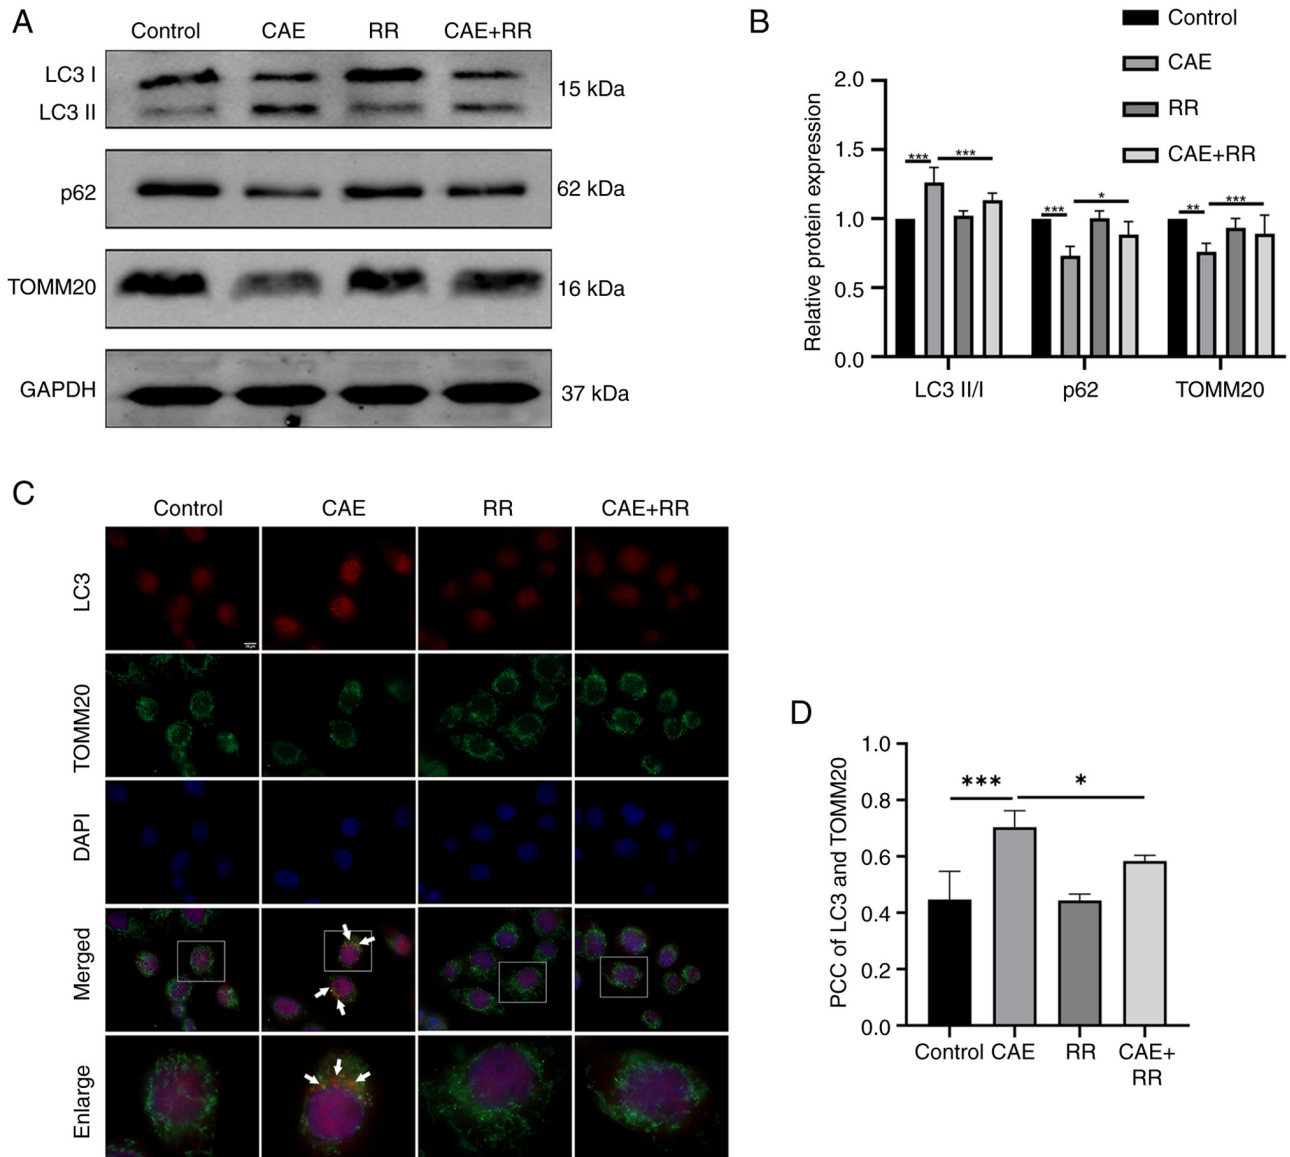 A
Control CAE RR CAE+RR
LC3 I
15 kDa
LC3 II
p62 62 kDa
TOMM20 16 kDa
GAPDH 37 kDa
B
Control
CAE
RR
CAE+RR
Relative protein expression
2.0
1.5
1.0
0.5
0.0
*** ***
*** *
** ***
LC3 II/I p62 TOMM20
C
Control CAE RR CAE+RR
LC3
TOMM20
DAPI
Merged
Enlarge
D
PCC of LC3 and TOMM20
1.0
0.8
0.6
0.4
0.2
0.0
*** *
Control CAE RR CAE+
RR